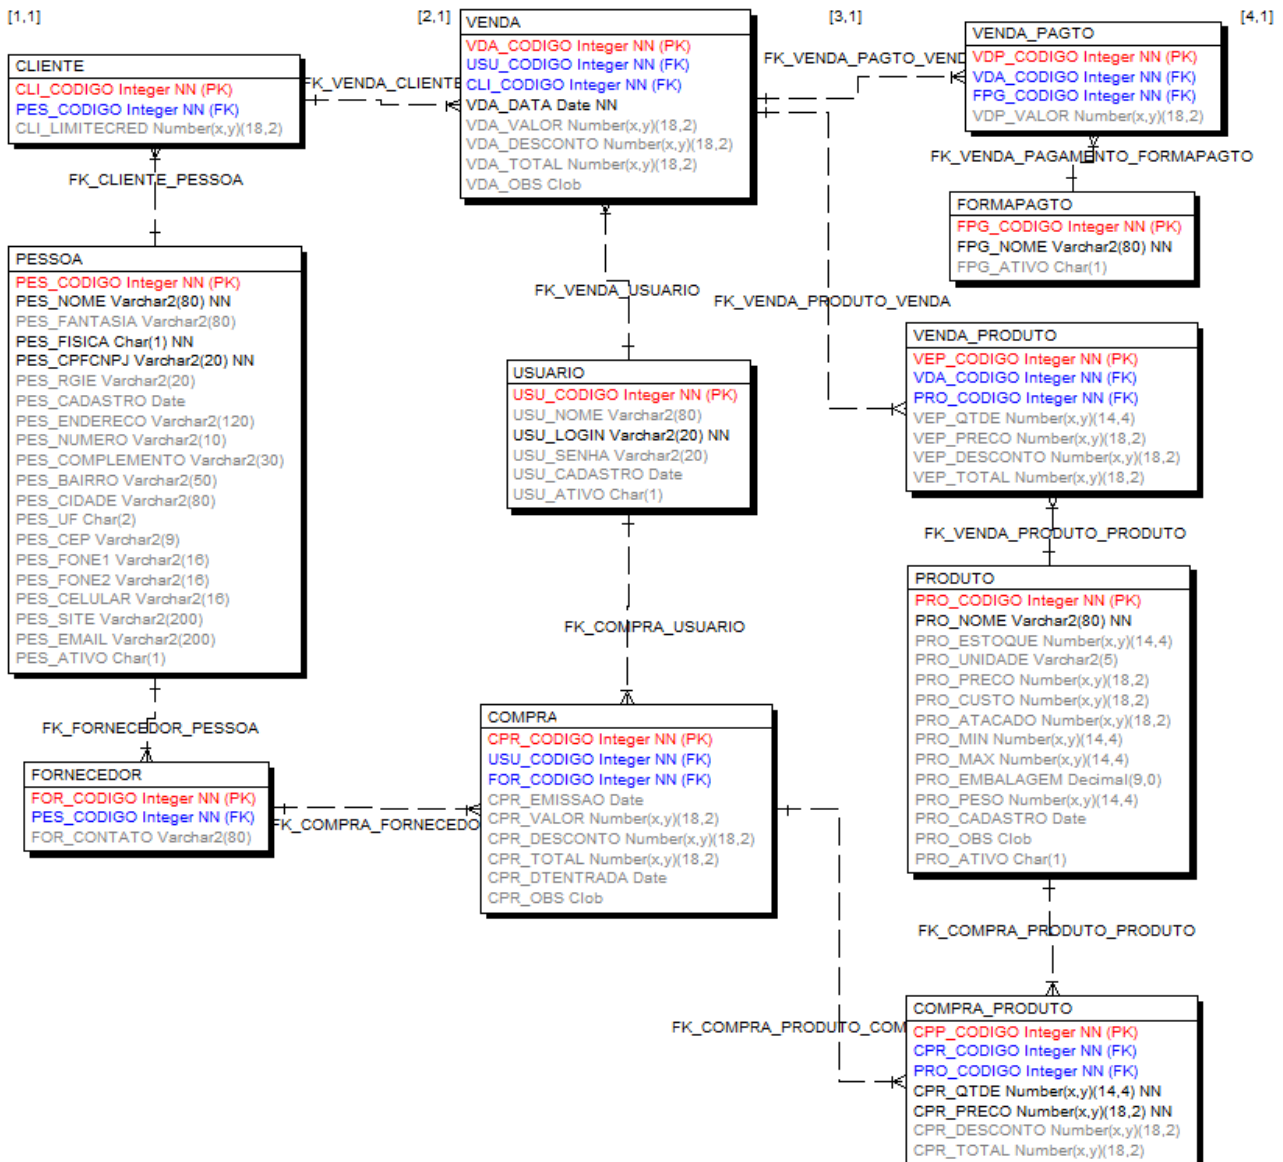 [1,1]
[2,1]
[3,1]
[4,1]
CLIENTE
CLI_CODIGO Integer NN (PK)
PES_CODIGO Integer NN (FK)
CLI_LIMITECRED Number(x,y)(18,2)
FK_VENDA_CLIENTE
VENDA
VDA_CODIGO Integer NN (PK)
USU_CODIGO Integer NN (FK)
CLI_CODIGO Integer NN (FK)
VDA_DATA Date NN
VDA_VALOR Number(x,y)(18,2)
VDA_DESCONTO Number(x,y)(18,2)
VDA_TOTAL Number(x,y)(18,2)
VDA_OBS Clob
FK_VENDA_PAGTO_VEND
VENDA_PAGTO
VDP_CODIGO Integer NN (PK)
VDA_CODIGO Integer NN (FK)
FPG_CODIGO Integer NN (FK)
VDP_VALOR Number(x,y)(18,2)
FK_VENDA_PAGAMENTO_FORMAPAGTO
FORMAPAGTO
FPG_CODIGO Integer NN (PK)
FPG_NOME Varchar2(80) NN
FPG_ATIVO Char(1)
FK_CLIENTE_PESSOA
PESSOA
PES_CODIGO Integer NN (PK)
PES_NOME Varchar2(80) NN
PES_FANTASIA Varchar2(80)
PES_FISICA Char(1) NN
PES_CPFCNPJ Varchar2(20) NN
PES_RGIE Varchar2(20)
PES_CADASTRO Date
PES_ENDERECO Varchar2(120)
PES_NUMERO Varchar2(10)
PES_COMPLEMENTO Varchar2(30)
PES_BAIRRO Varchar2(50)
PES_CIDADE Varchar2(80)
PES_UF Char(2)
PES_CEP Varchar2(9)
PES_FONE1 Varchar2(16)
PES_FONE2 Varchar2(16)
PES_CELULAR Varchar2(16)
PES_SITE Varchar2(200)
PES_EMAIL Varchar2(200)
PES_ATIVO Char(1)
FK_VENDA_USUARIO
FK_VENDA_PRODUTO_VENDA
USUARIO
USU_CODIGO Integer NN (PK)
USU_NOME Varchar2(80)
USU_LOGIN Varchar2(20) NN
USU_SENHA Varchar2(20)
USU_CADASTRO Date
USU_ATIVO Char(1)
VENDA_PRODUTO
VEP_CODIGO Integer NN (PK)
VDA_CODIGO Integer NN (FK)
PRO_CODIGO Integer NN (FK)
VEP_QTDE Number(x,y)(14,4)
VEP_PRECO Number(x,y)(18,2)
VEP_DESCONTO Number(x,y)(18,2)
VEP_TOTAL Number(x,y)(18,2)
FK_VENDA_PRODUTO_PRODUTO
PRODUTO
PRO_CODIGO Integer NN (PK)
PRO_NOME Varchar2(80) NN
PRO_ESTOQUE Number(x,y)(14,4)
PRO_UNIDADE Varchar2(5)
PRO_PRECO Number(x,y)(18,2)
PRO_CUSTO Number(x,y)(18,2)
PRO_ATACADO Number(x,y)(18,2)
PRO_MIN Number(x,y)(14,4)
PRO_MAX Number(x,y)(14,4)
PRO_EMBALAGEM Decimal(9,0)
PRO_PESO Number(x,y)(14,4)
PRO_CADASTRO Date
PRO_OBS Clob
PRO_ATIVO Char(1)
FK_COMPRA_USUARIO
FK_FORNECEDOR_PESSOA
FORNECEDOR
FOR_CODIGO Integer NN (PK)
PES_CODIGO Integer NN (FK)
FOR_CONTATO Varchar2(80)
FK_COMPRA_FORNECEDO
COMPRA
CPR_CODIGO Integer NN (PK)
USU_CODIGO Integer NN (FK)
FOR_CODIGO Integer NN (FK)
CPR_EMISSAO Date
CPR_VALOR Number(x,y)(18,2)
CPR_DESCONTO Number(x,y)(18,2)
CPR_TOTAL Number(x,y)(18,2)
CPR_DTENTRADA Date
CPR_OBS Clob
FK_COMPRA_PRODUTO_PRODUTO
FK_COMPRA_PRODUTO_COM
COMPRA_PRODUTO
CPP_CODIGO Integer NN (PK)
CPR_CODIGO Integer NN (FK)
PRO_CODIGO Integer NN (FK)
CPR_QTDE Number(x,y)(14,4) NN
CPR_PRECO Number(x,y)(18,2) NN
CPR_DESCONTO Number(x,y)(18,2)
CPR_TOTAL Number(x,y)(18,2)